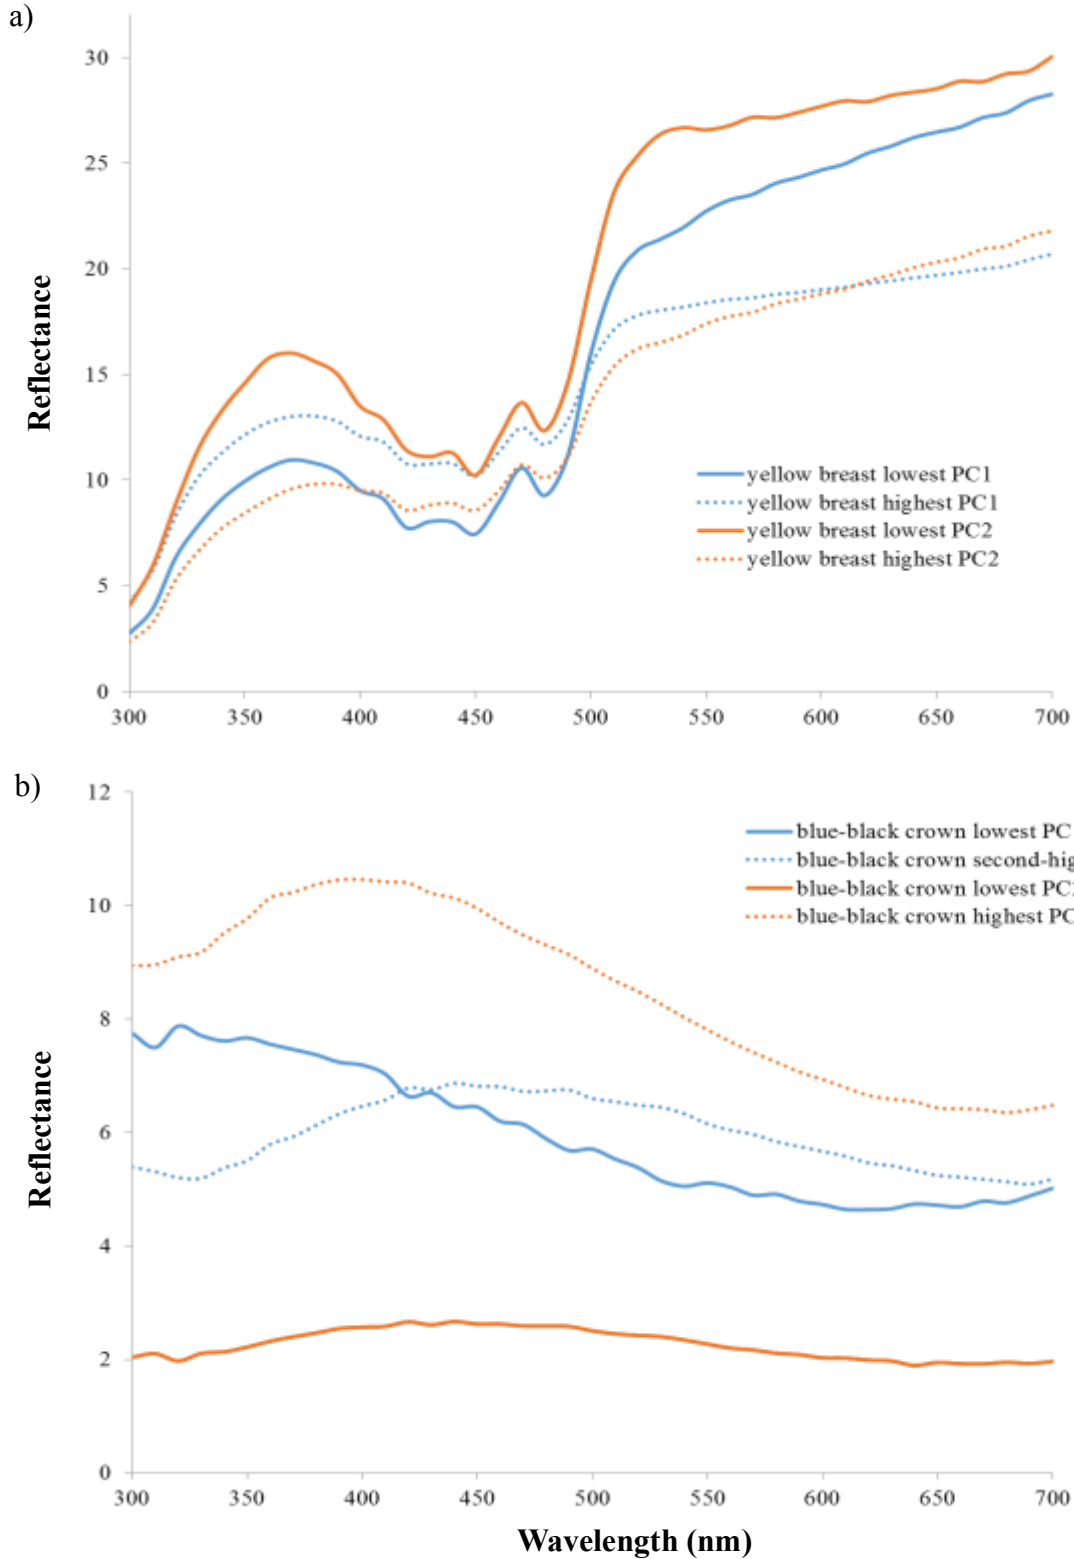 a)
30
25
20
15
10
5
0
Reflectance
yellow breast lowest PC1
yellow breast highest PC1
yellow breast lowest PC2
yellow breast highest PC2
300 350 400 450 500 550 600 650 700
b)
12
10
8
6
4
2
0
Reflectance
blue-black crown lowest PC
blue-black crown second-hig
blue-black crown lowest PC2
blue-black crown highest PC
300 350 400 450 500 550 600 650 700
Wavelength (nm)